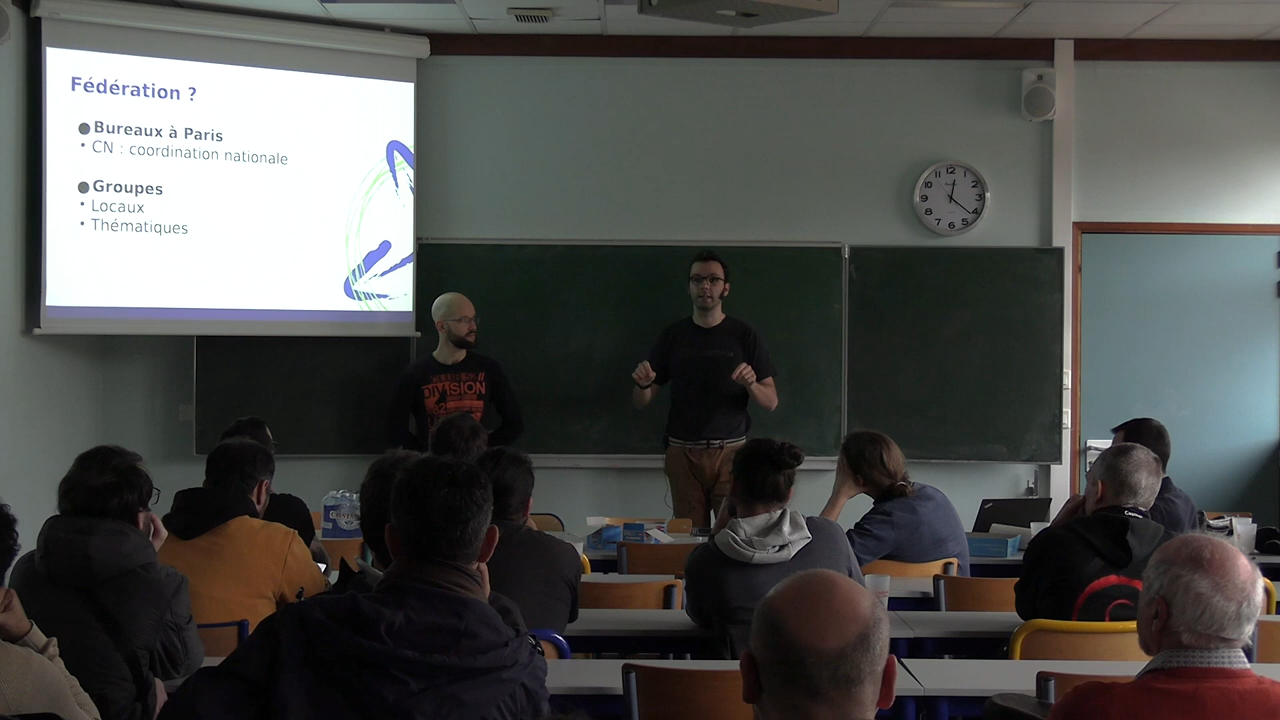 Fédération ?
●Bureaux à Paris
• CN : coordination nationale
●Groupes
• Locaux
• Thématiques
DIVISION